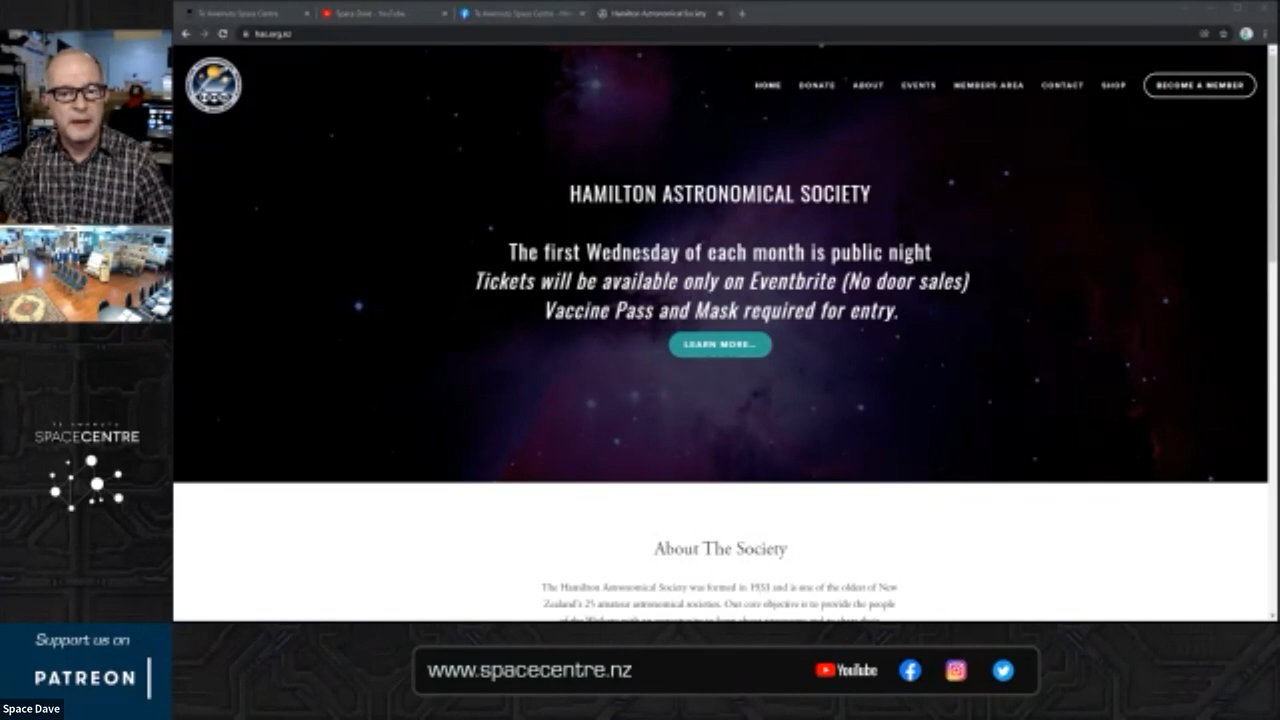 Te Awamutu Space Centre
Space Dave - YouTube
Te Awamutu Space Centre - 
Hamilton Astronomical Society
has.org.nz
HOME
DONATE
ABOUT
EVENTS
MEMBERS AREA
CONTACT
SHOP
BECOME A MEMBER
HAMILTON ASTRONOMICAL SOCIETY
The first Wednesday of each month is public night
Tickets will be available only on Eventbrite (No door sales)
Vaccine Pass and Mask required for entry.
LEARN MORE...
About The Society
The Hamilton Astronomical Society was formed in 1933 and is one of the oldest of New
Zealand's 25 amateur astronomical societies. Our core objective is to provide the people
TE AWAMUTU
SPACECENTRE
Support us on
PATREON
Space Dave
www.spacecentre.nz
YouTube